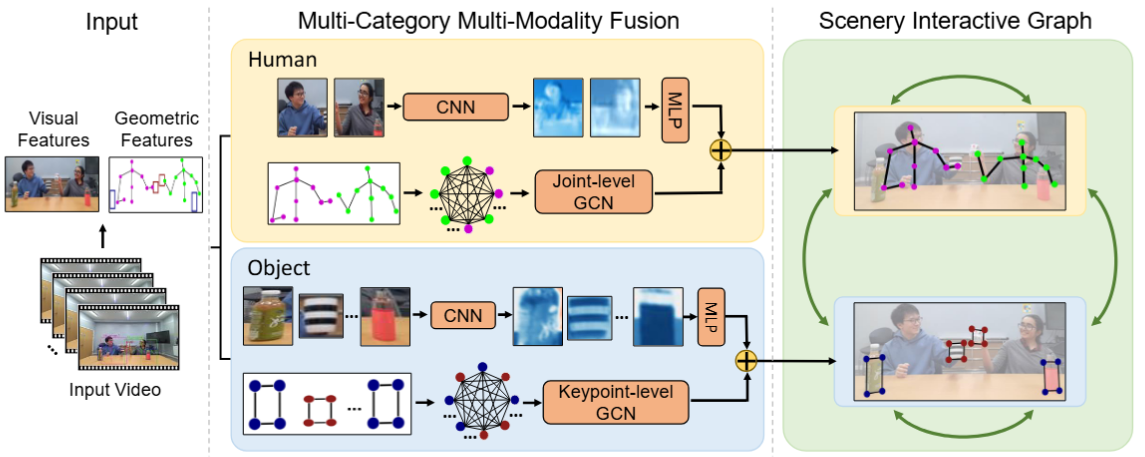 Input
Multi-Category Multi-Modality Fusion
Scenery Interactive Graph
Visual
Features
Geometric
Features
Input Video
Human
CNN
MLP
Joint-level
GCN
...
...
...
Object
...
CNN
...
MLP
...
Keypoint-level
GCN
...
...
...